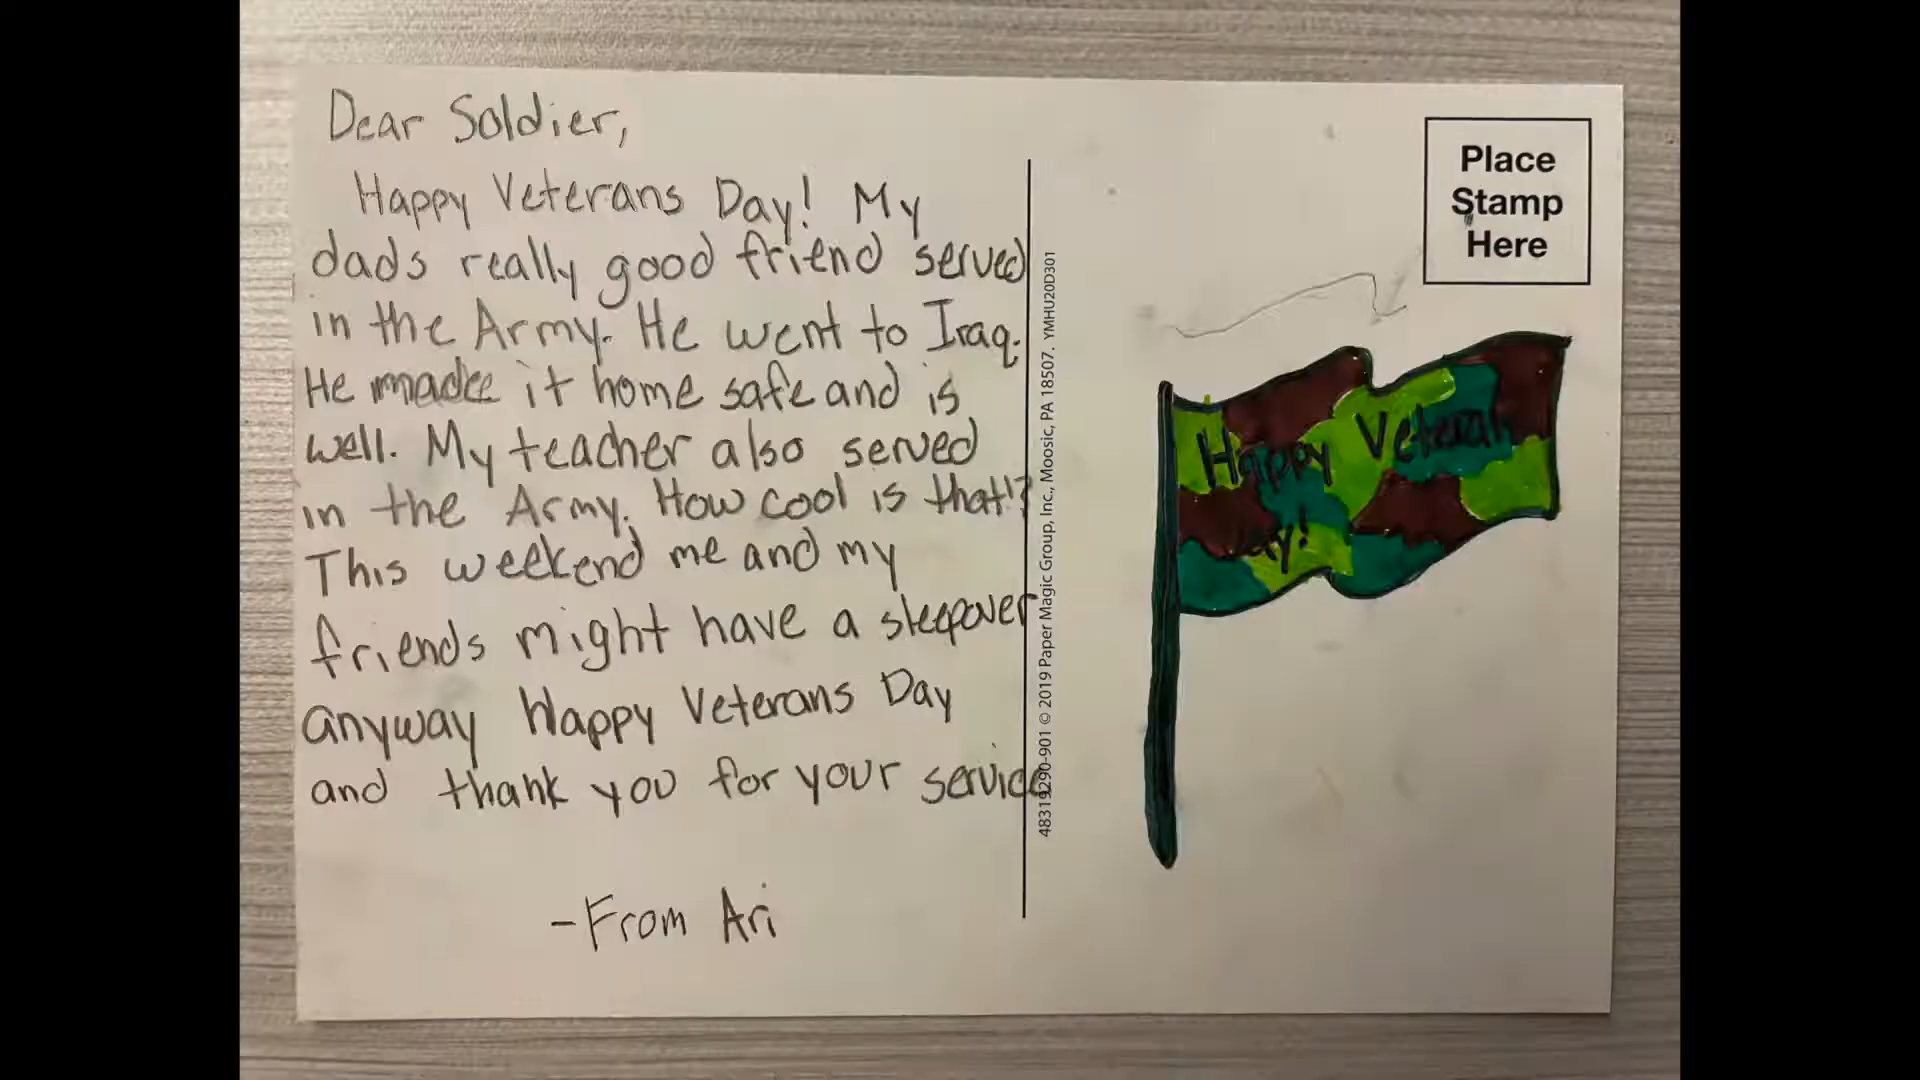 Dear Soldier,
Happy Veterans Day! My
dads really good friend served
in the Army. He went to Iraq.
He made it home safe and is
well. My teacher also served
in the Army. How cool is that!?
This weekend me and my
friends might have a sleepover
anyway Happy Veterans Day
and thank you for your service
-From Ari
48319290-901 © 2019 Paper Magic Group, Inc., Moosic, PA 18507. YMHU20D301
Place
Stamp
Here
Happy Veteran
Day!